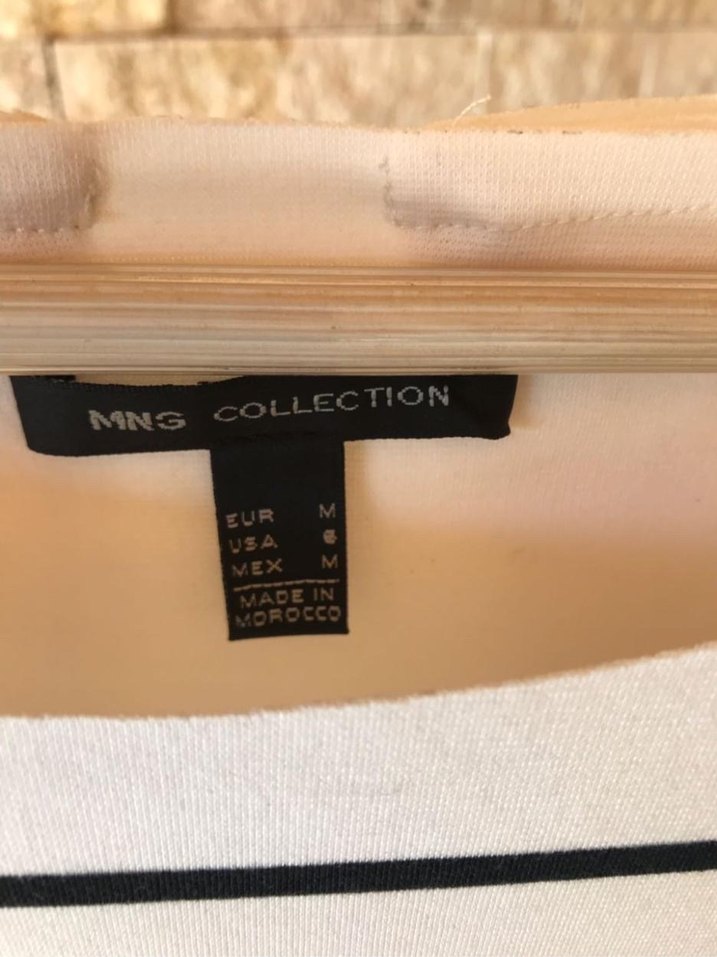 MNG COLLECTION
EUR M
USA 6
MEX M
MADE IN
MOROCCO